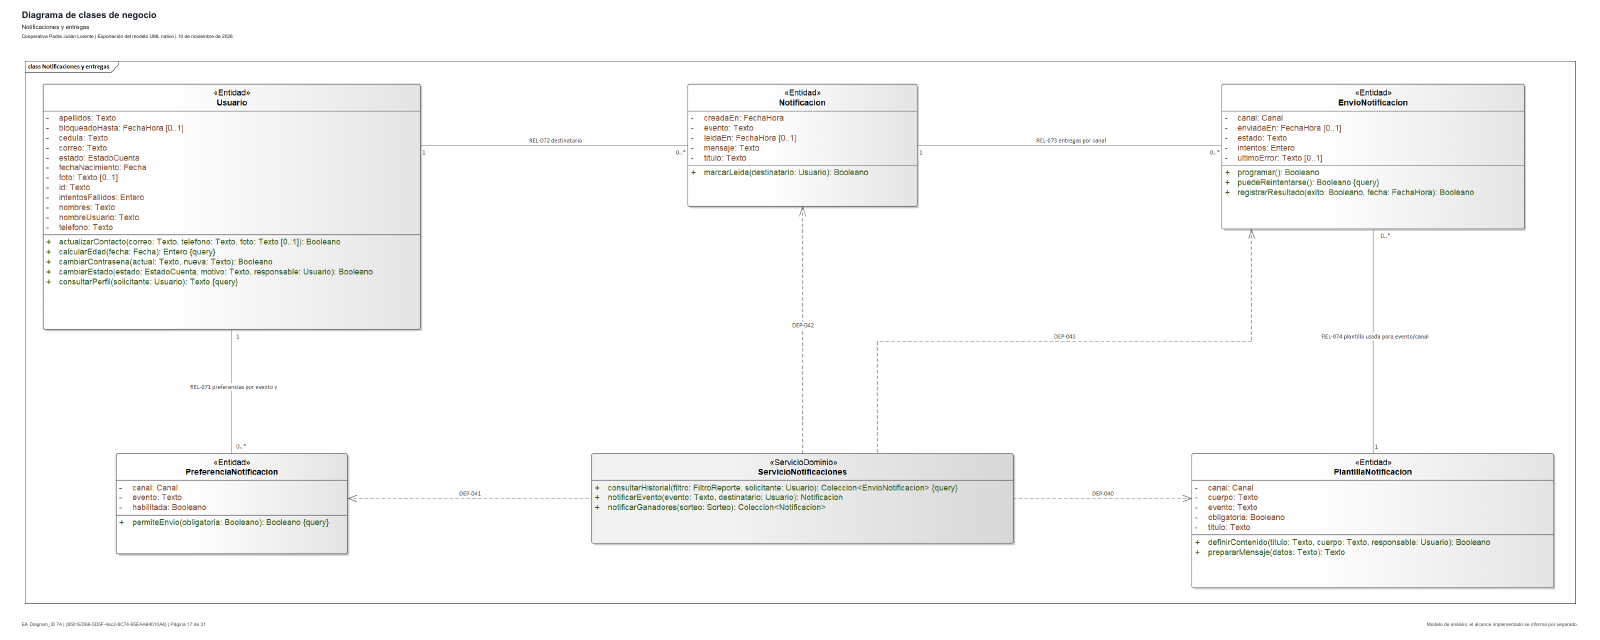 Diagrama de clases de negocio
Notificaciones y entregas
Cooperativa Padre Julian Lorente | Exportación del modelo UML nativo | 10 de noviembre de 2026
class Notificaciones y entregas
«Entidad»
Usuario
- apellidos: Texto
- bloqueadoHasta: FechaHora [0..1]
- cedula: Texto
- correo: Texto
- estado: EstadoCuenta
- fechaNacimiento: Fecha
- foto: Texto [0..1]
- id: Texto
- intentosFallidos: Entero
- nombres: Texto
- nombreUsuario: Texto
- telefono: Texto
+ actualizarContacto(correo: Texto, telefono: Texto, foto: Texto [0..1]): Booleano
+ calcularEdad(fecha: Fecha): Entero {query}
+ cambiarContrasena(actual: Texto, nueva: Texto): Booleano
+ cambiarEstado(estado: EstadoCuenta, motivo: Texto, responsable: Usuario): Booleano
+ consultarPerfil(solicitante: Usuario): Texto {query}
REL-072 destinatario
1
0..*
«Entidad»
Notificacion
- creadaEn: FechaHora
- evento: Texto
- leidaEn: FechaHora [0..1]
- mensaje: Texto
- titulo: Texto
+ marcarLeida(destinatario: Usuario): Booleano
REL-073 entregas por canal
1
0..*
«Entidad»
EnvioNotificacion
- canal: Canal
- enviadaEn: FechaHora [0..1]
- estado: Texto
- intentos: Entero
- ultimoError: Texto [0..1]
+ programar(): Booleano
+ puedeReintentarse(): Booleano {query}
+ registrarResultado(exito: Booleano, fecha: FechaHora): Booleano
0..*
DEP-042
DEP-043
REL-074 plantilla usada para evento/canal
1
1
REL-071 preferencias por evento y
0..*
«Entidad»
PreferenciaNotificacion
- canal: Canal
- evento: Texto
- habilitada: Booleano
+ permiteEnvio(obligatoria: Booleano): Booleano {query}
DEP-041
«ServicioDominio»
ServicioNotificaciones
+ consultarHistorial(filtro: FiltroReporte, solicitante: Usuario): Coleccion<EnvioNotificacion> {query}
+ notificarEvento(evento: Texto, destinatario: Usuario): Notificacion
+ notificarGanadores(sorteo: Sorteo): Coleccion<Notificacion>
DEP-040
«Entidad»
PlantillaNotificacion
- canal: Canal
- cuerpo: Texto
- evento: Texto
- obligatoria: Booleano
- titulo: Texto
+ definirContenido(titulo: Texto, cuerpo: Texto, responsable: Usuario): Booleano
+ prepararMensaje(datos: Texto): Texto
EA Diagram_ID 74 | Página 17 de 31
Modelo de análisis; el alcance implementado se informa por separado.